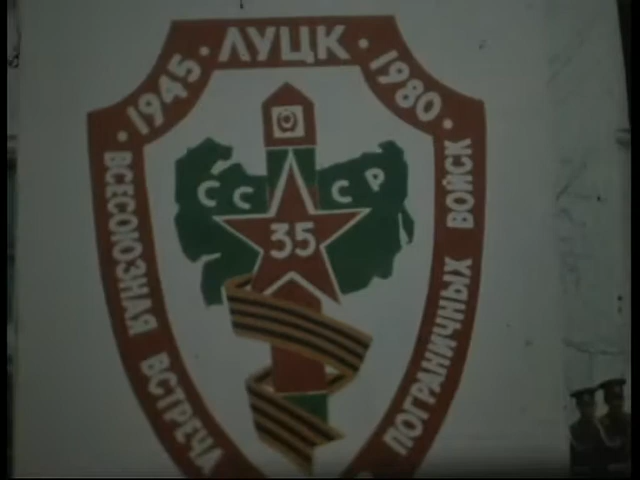 1945 · ЛУЦК · 1980
ВСЕСОЮЗНАЯ ВСТРЕЧА
ПОГРАНИЧНЫХ ВОЙСК
СССР
35